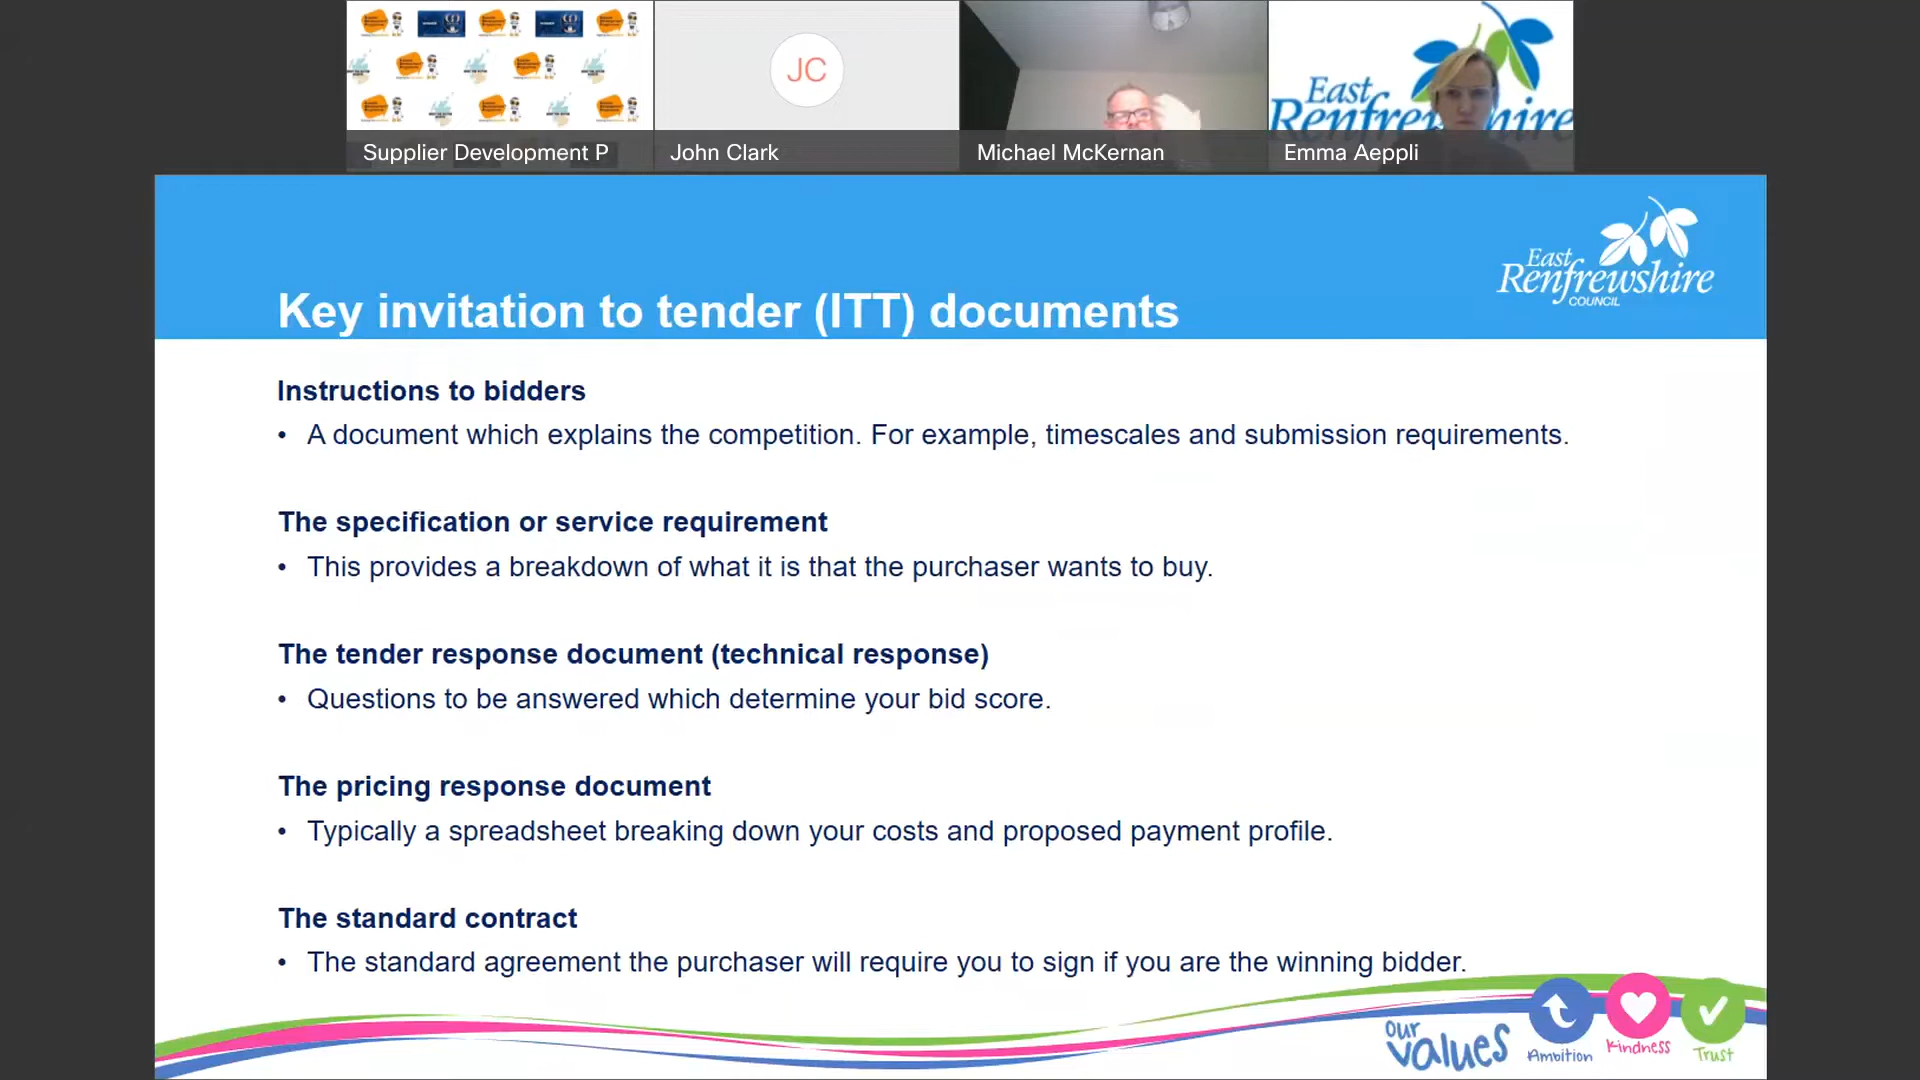 JC
Supplier Development P
John Clark
Michael McKernan
Emma Aeppli
East
Renfrewshire
East
Renfrewshire
COUNCIL
Key invitation to tender (ITT) documents
Instructions to bidders
• A document which explains the competition. For example, timescales and submission requirements.
The specification or service requirement
• This provides a breakdown of what it is that the purchaser wants to buy.
The tender response document (technical response)
• Questions to be answered which determine your bid score.
The pricing response document
• Typically a spreadsheet breaking down your costs and proposed payment profile.
The standard contract
• The standard agreement the purchaser will require you to sign if you are the winning bidder.
our
values
Ambition
Kindness
Trust